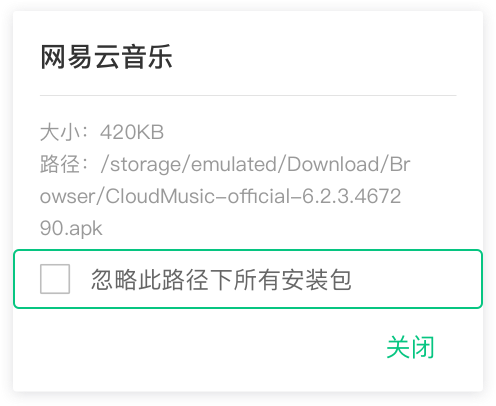 网易云音乐
大小：420KB
路径：/storage/emulated/Download/Br
owser/CloudMusic-official-6.2.3.4672
90.apk
忽略此路径下所有安装包
关闭